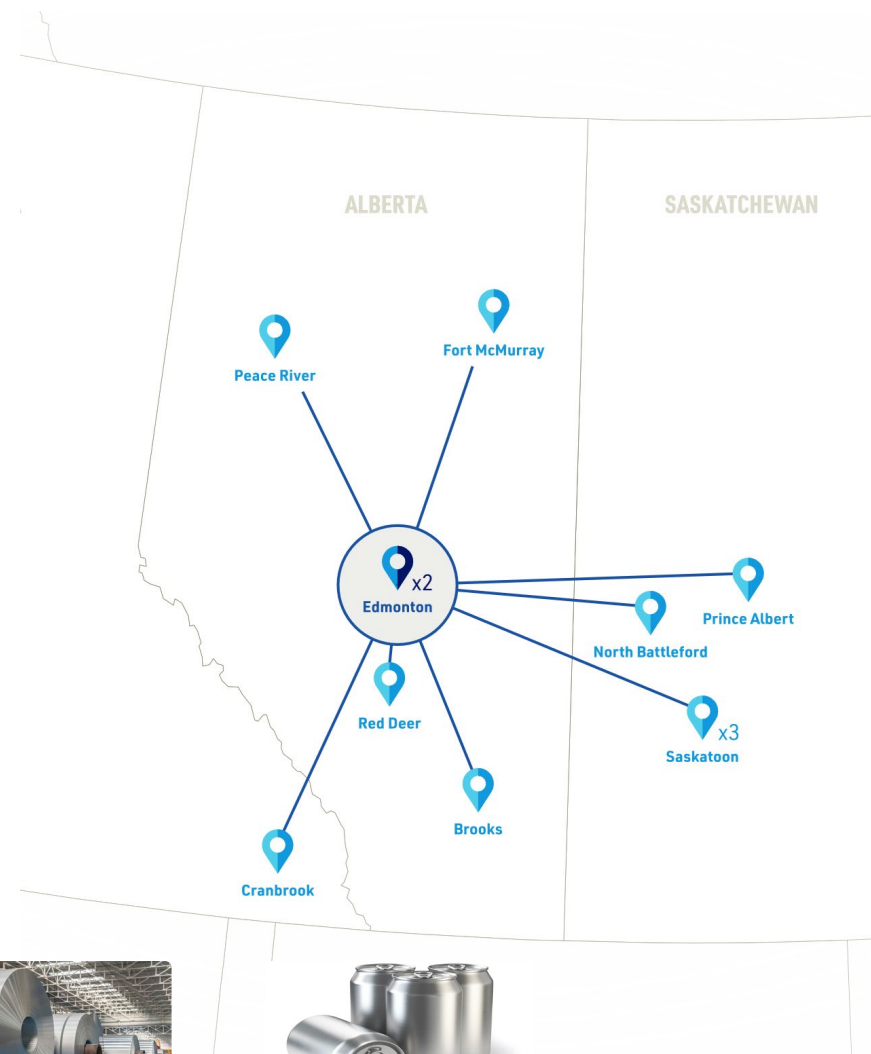 ALBERTA
SASKATCHEWAN
Fort McMurray
Peace River
x2
Edmonton
Prince Albert
North Battleford
Red Deer
x3
Saskatoon
Brooks
Cranbrook